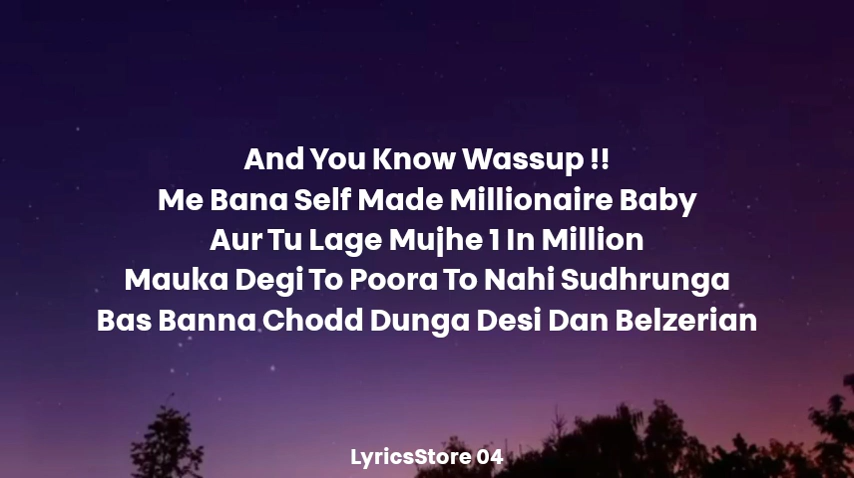 And You Know Wassup !!
Me Bana Self Made Millionaire Baby
Aur Tu Lage Mujhe 1 In Million
Mauka Degi To Poora To Nahi Sudhrunga
Bas Banna Chodd Dunga Desi Dan Belzerian
LyricsStore 04